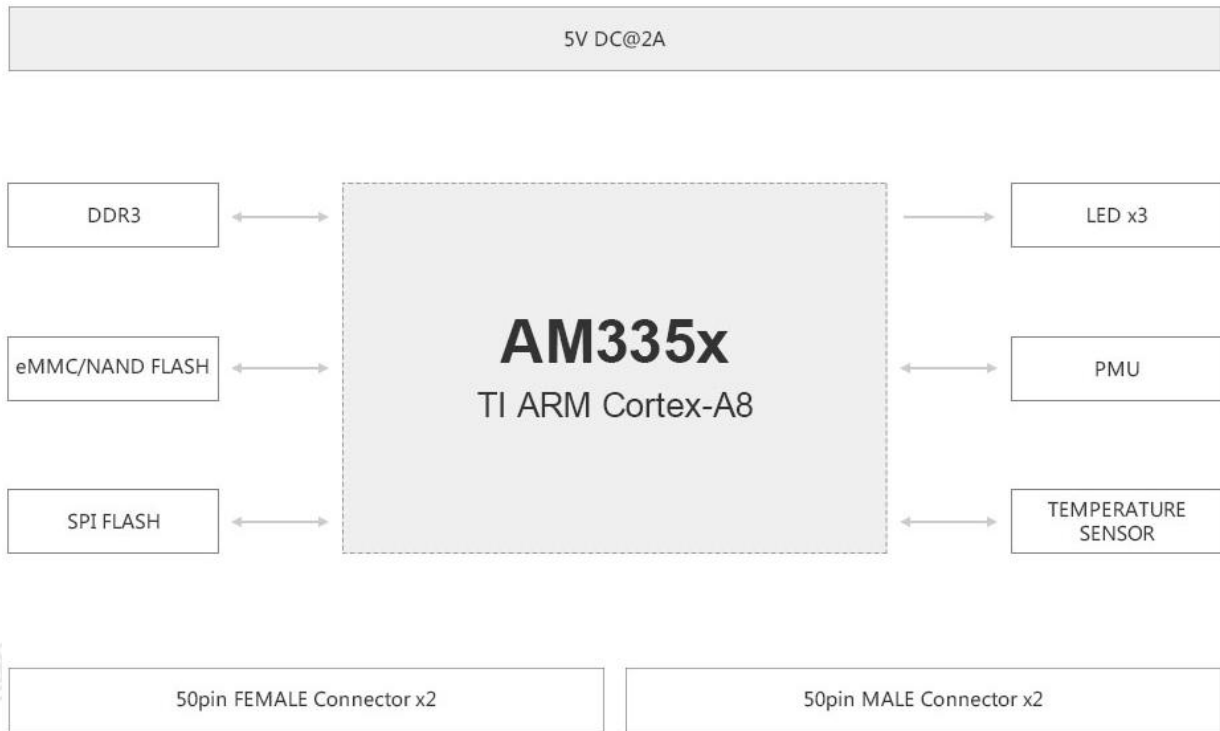 5V DC@2A
DDR3
LED x3
AM335x
TI ARM Cortex-A8
eMMC/NAND FLASH
PMU
SPI FLASH
TEMPERATURE
SENSOR
50pin FEMALE Connector x2
50pin MALE Connector x2